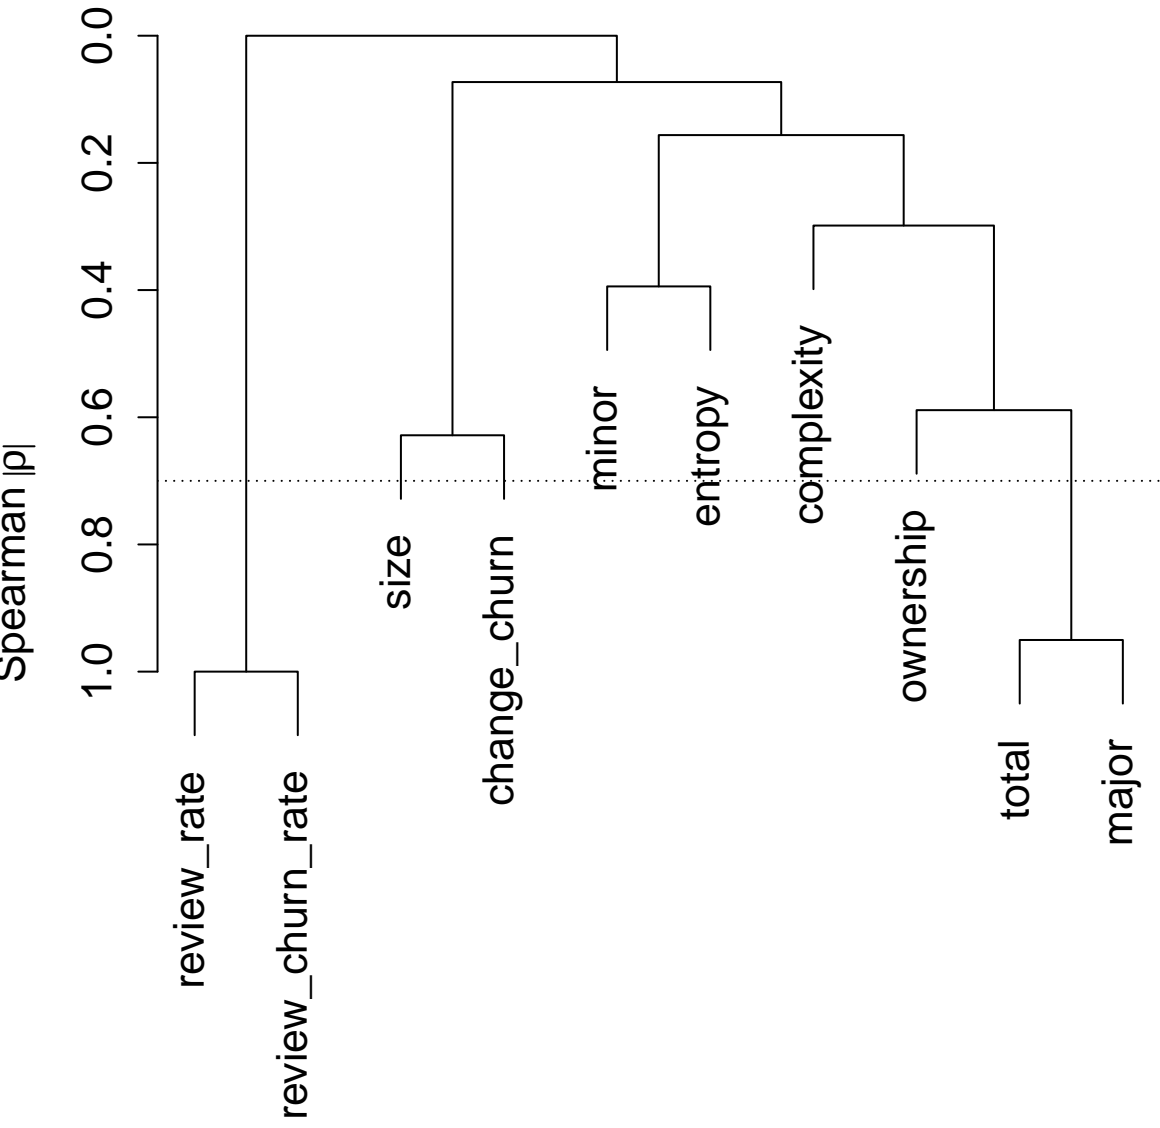 Spearman |ρ|
0.0
0.2
0.4
0.6
0.8
1.0
review_rate
review_churn_rate
size
change_churn
minor
entropy
complexity
ownership
total
major